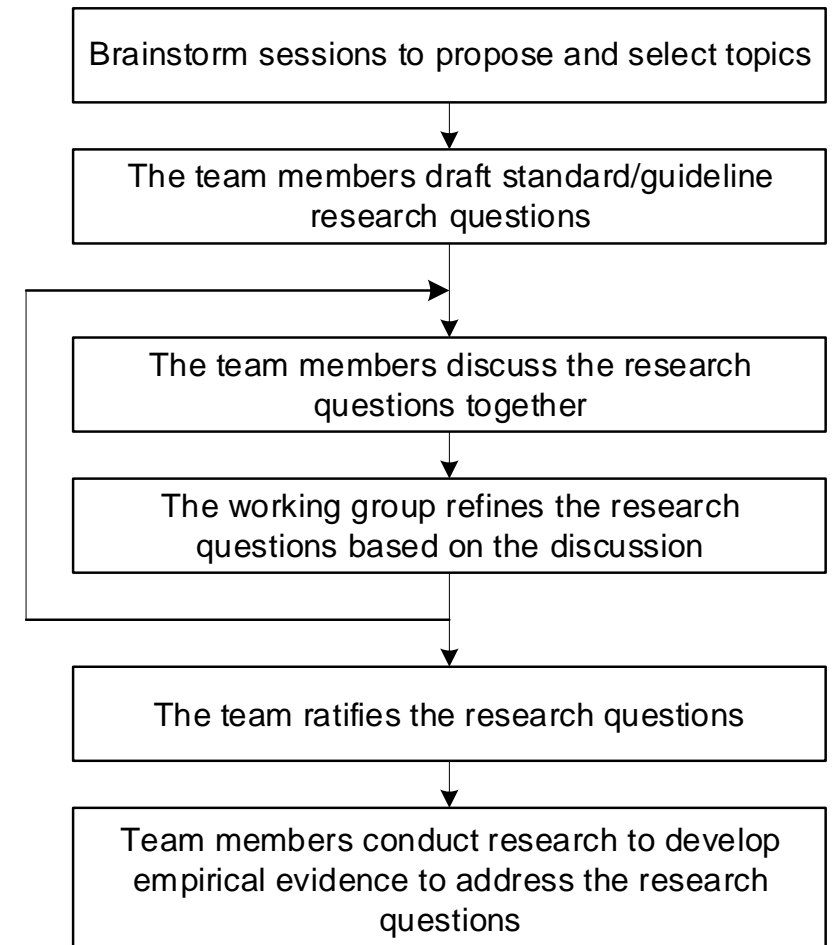 Brainstorm sessions to propose and select topics
The team members draft standard/guideline
research questions
The team members discuss the research
questions together
The working group refines the research
questions based on the discussion
The team ratifies the research questions
Team members conduct research to develop
empirical evidence to address the research
questions